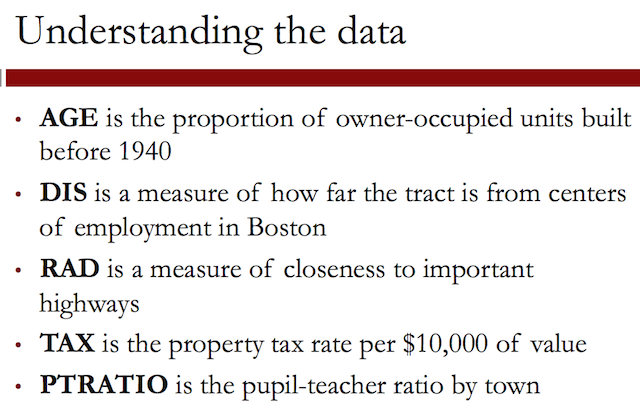 Understanding the data
• AGE is the proportion of owner-occupied units built
before 1940
• DIS is a measure of how far the tract is from centers
of employment in Boston
• RAD is a measure of closeness to important
highways
• TAX is the property tax rate per $10,000 of value
• PTRATIO is the pupil-teacher ratio by town